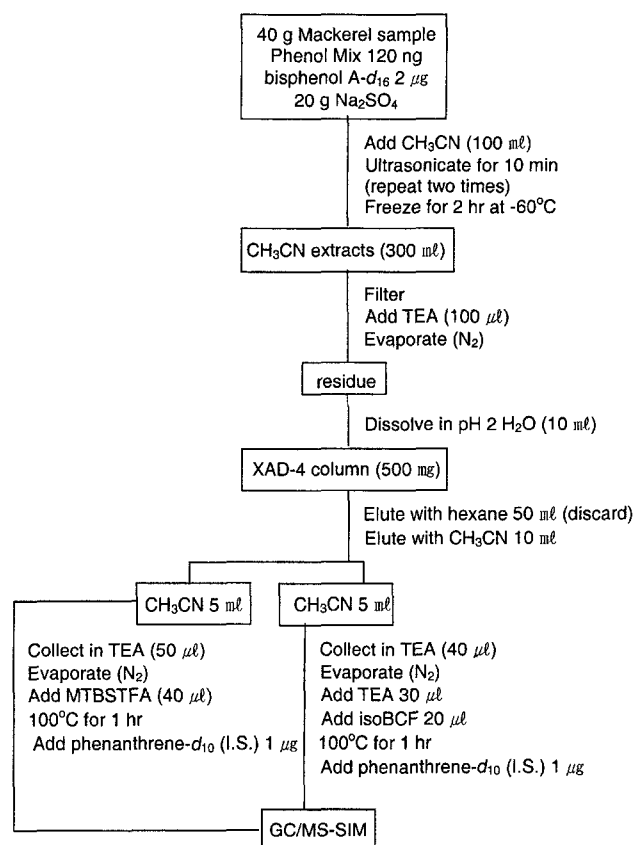 40 g Mackerel sample
Phenol Mix 120 ng
bisphenol A-d16 2 µg
20 g Na2SO4
Add CH3CN (100 ㎖)
Ultrasonicate for 10 min
(repeat two times)
Freeze for 2 hr at -60°C
CH3CN extracts (300 ㎖)
Filter
Add TEA (100 µℓ)
Evaporate (N2)
residue
Dissolve in pH 2 H2O (10 ㎖)
XAD-4 column (500 ㎎)
Elute with hexane 50 ㎖ (discard)
Elute with CH3CN 10 ㎖
CH3CN 5 ㎖
Collect in TEA (50 µℓ)
Evaporate (N2)
Add MTBSTFA (40 µℓ)
100°C for 1 hr
Add phenanthrene-d10 (I.S.) 1 µg
CH3CN 5 ㎖
Collect in TEA (40 µℓ)
Evaporate (N2)
Add TEA 30 µℓ
Add isoBCF 20 µℓ
100°C for 1 hr
Add phenanthrene-d10 (I.S.) 1 µg
GC/MS-SIM